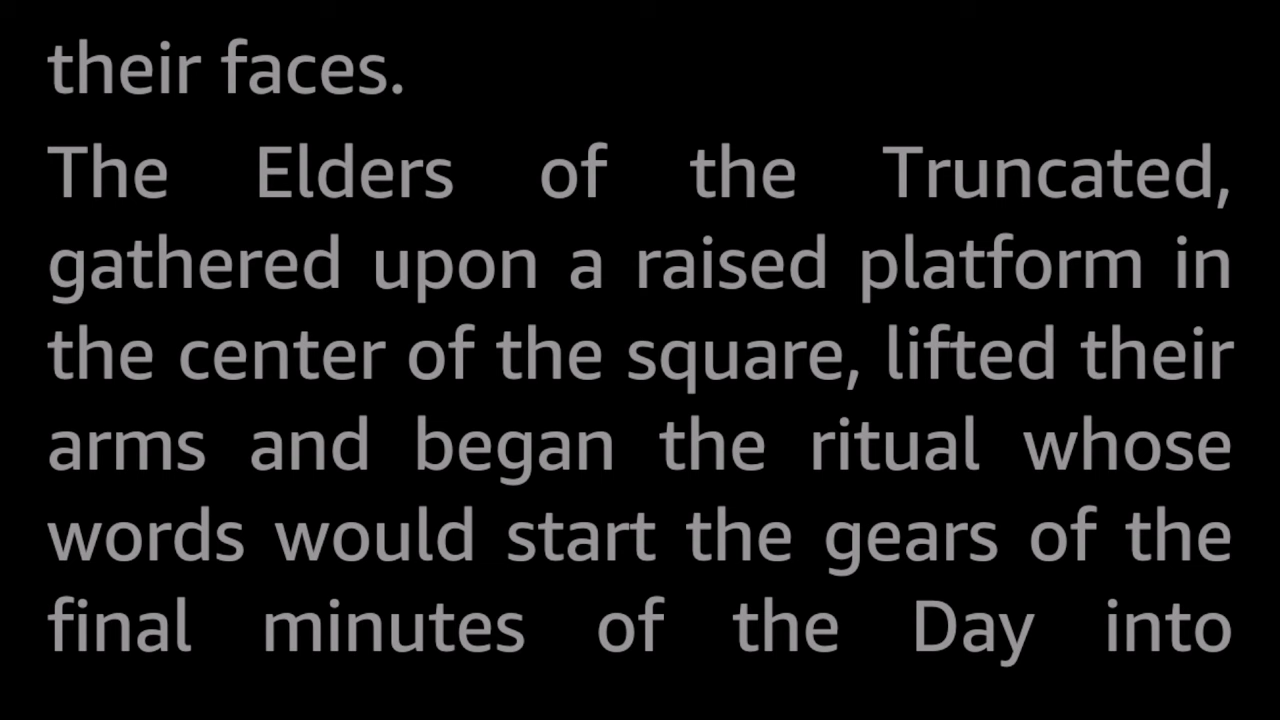 their faces.
The Elders of the Truncated,
gathered upon a raised platform in
the center of the square, lifted their
arms and began the ritual whose
words would start the gears of the
final minutes of the Day into